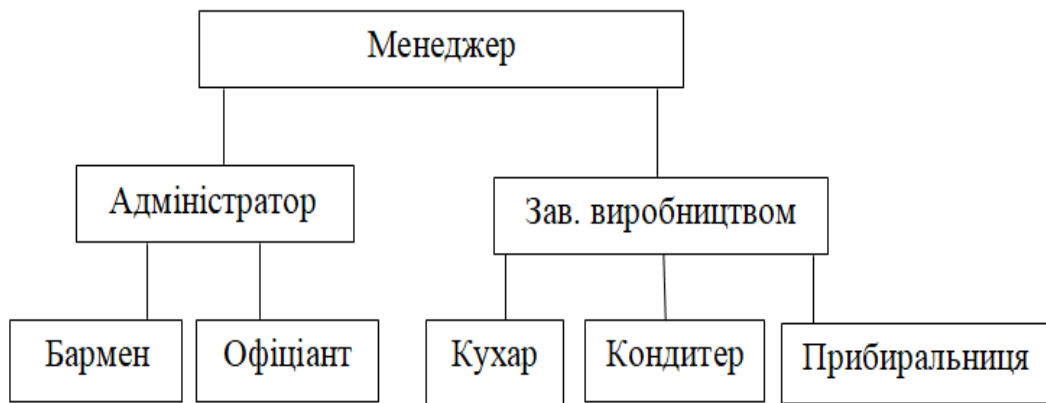 Менеджер
Адміністратор
Зав. виробництвом
Бармен
Офіціант
Кухар
Кондитер
Прибиральниця